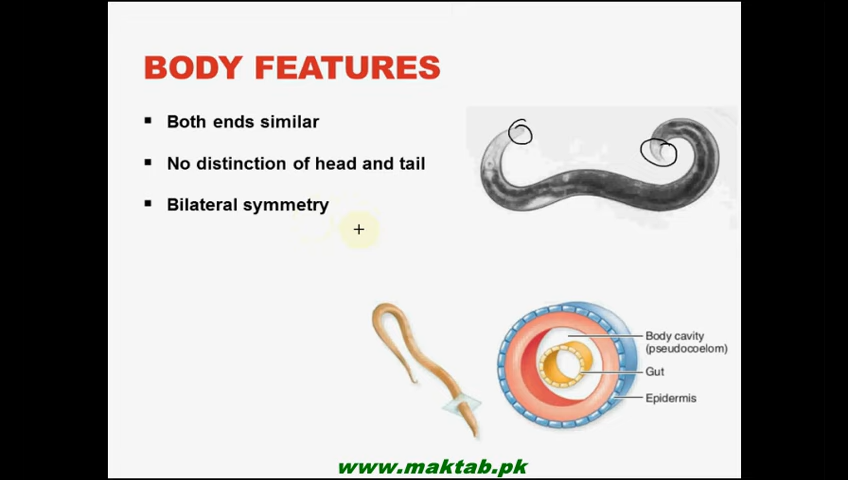 BODY FEATURES
▪ Both ends similar
▪ No distinction of head and tail
▪ Bilateral symmetry
Body cavity
(pseudocoelom)
Gut
Epidermis
www.maktab.pk